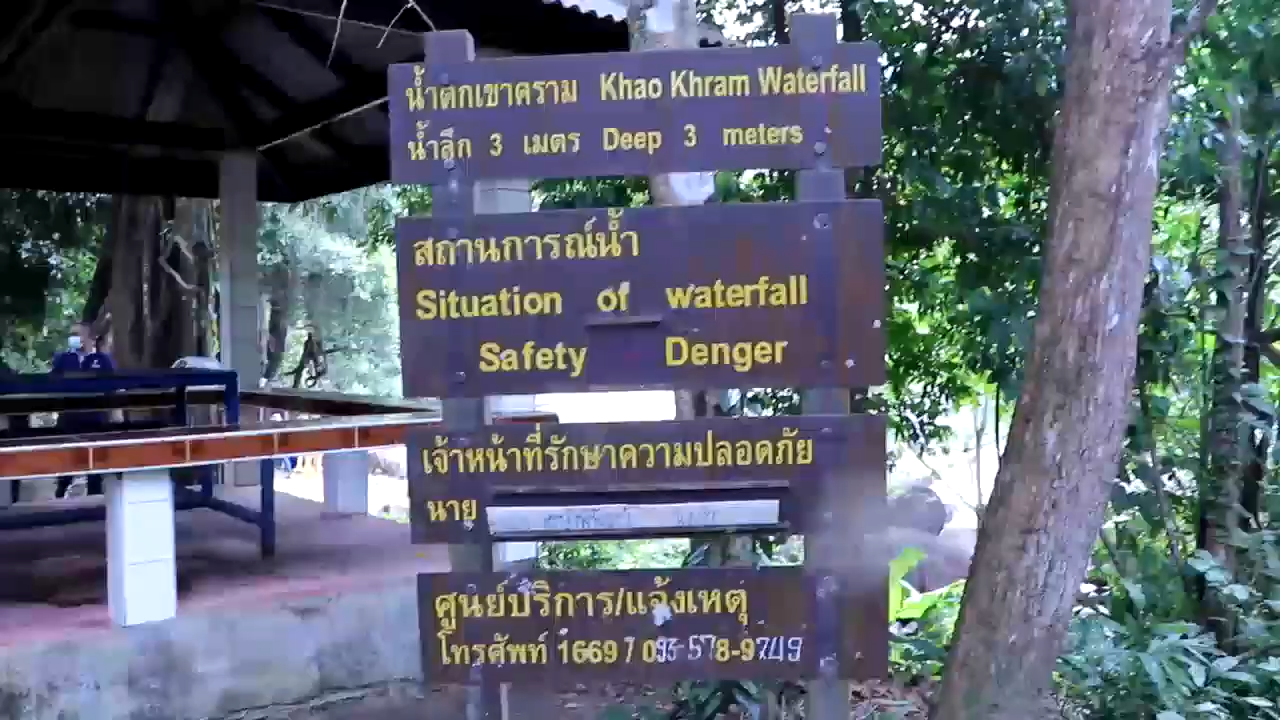 น้ำตกเขาคราม Khao Khram Waterfall
น้ำลึก 3 เมตร Deep 3 meters
สถานการณ์น้ำ
Situation of waterfall
Safety Denger
เจ้าหน้าที่รักษาความปลอดภัย
นาย
ศูนย์บริการ/แจ้งเหตุ
โทรศัพท์ 1669 / 093-578-9749